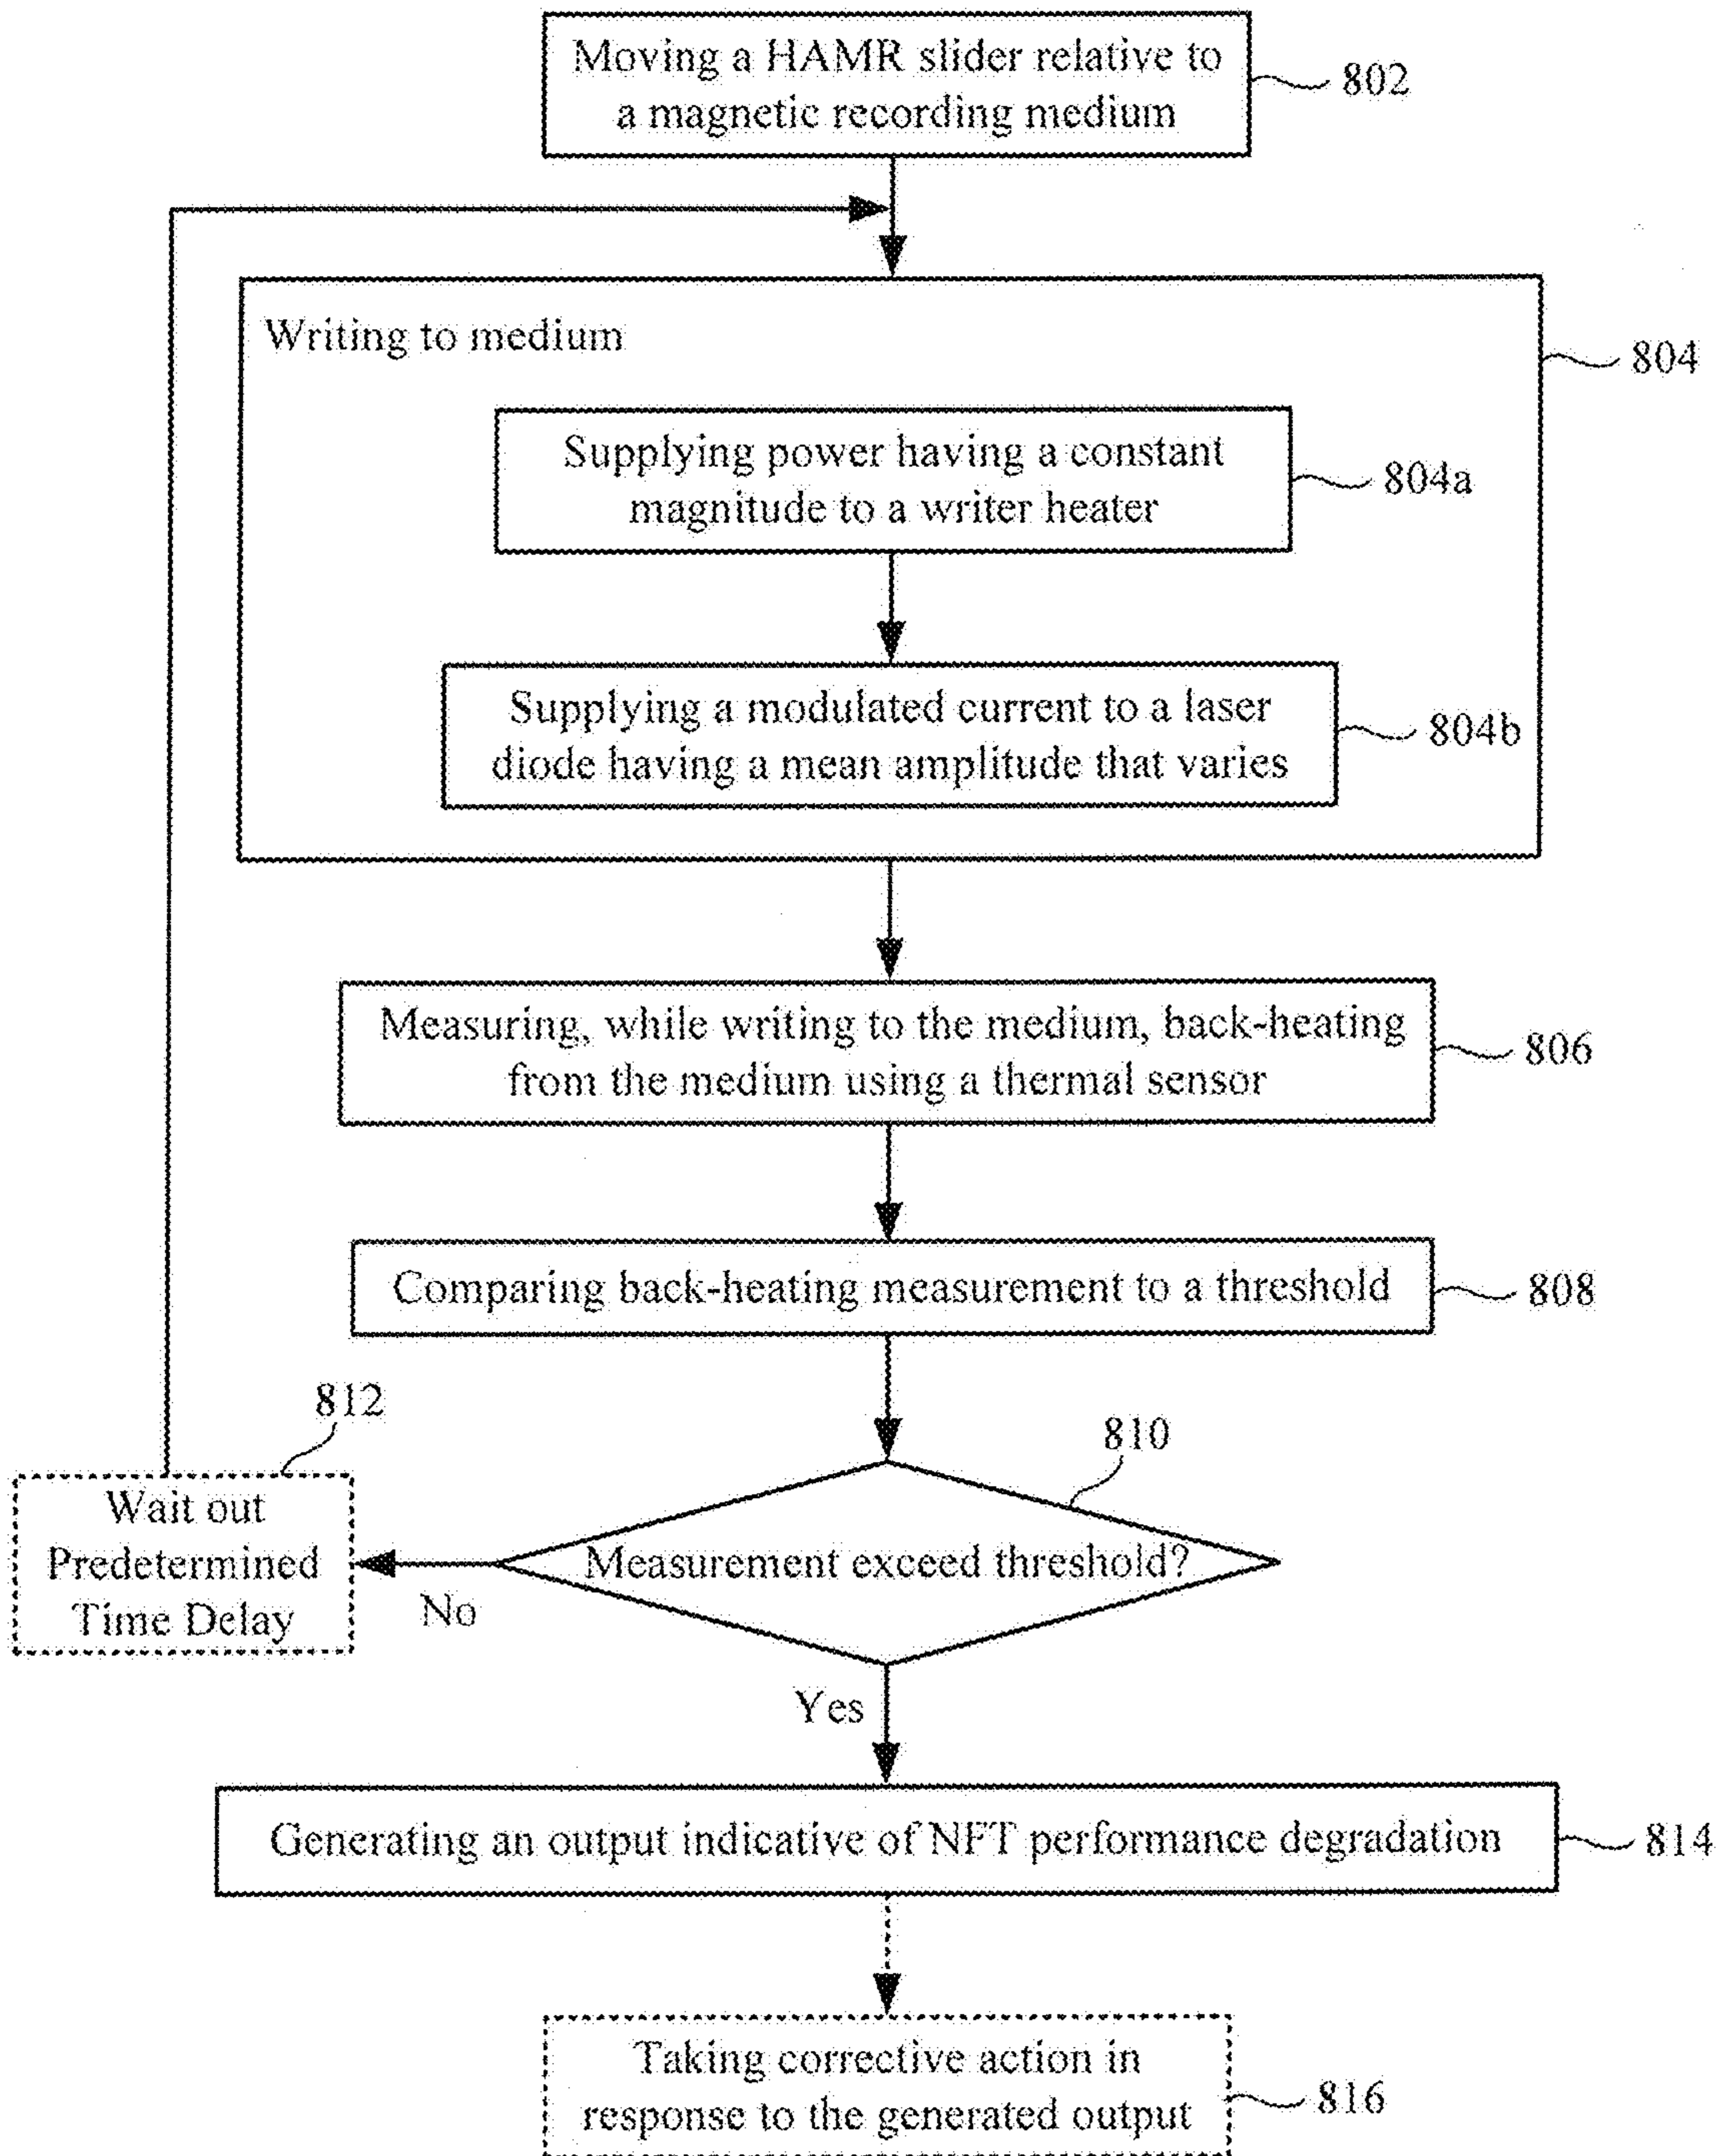 Moving a HAMR slider relative to
a magnetic recording medium
802
Writing to medium
804
Supplying power having a constant
magnitude to a writer heater
804a
Supplying a modulated current to a laser
diode having a mean amplitude that varies
804b
Measuring, while writing to the medium, back-heating
from the medium using a thermal sensor
806
Comparing back-heating measurement to a threshold
808
812
810
Wait out
Predetermined
Time Delay
No
Measurement exceed threshold?
Yes
Generating an output indicative of NFT performance degradation
814
Taking corrective action in
response to the generated output
816